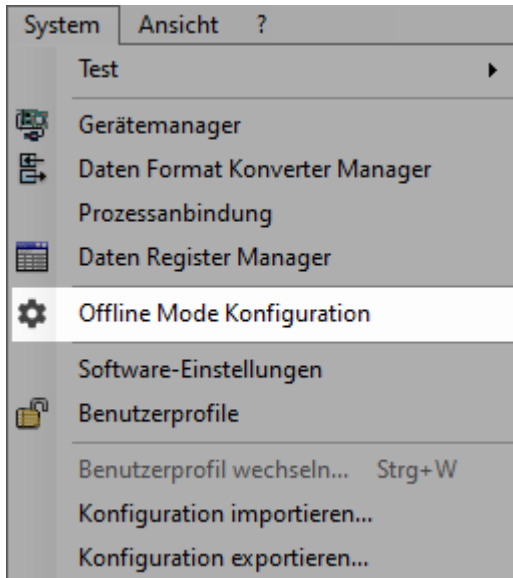 System Ansicht ?
Test
Gerätemanager
Daten Format Konverter Manager
Prozessanbindung
Daten Register Manager
Offline Mode Konfiguration
Software-Einstellungen
Benutzerprofile
Benutzerprofil wechseln... Strg+W
Konfiguration importieren...
Konfiguration exportieren...